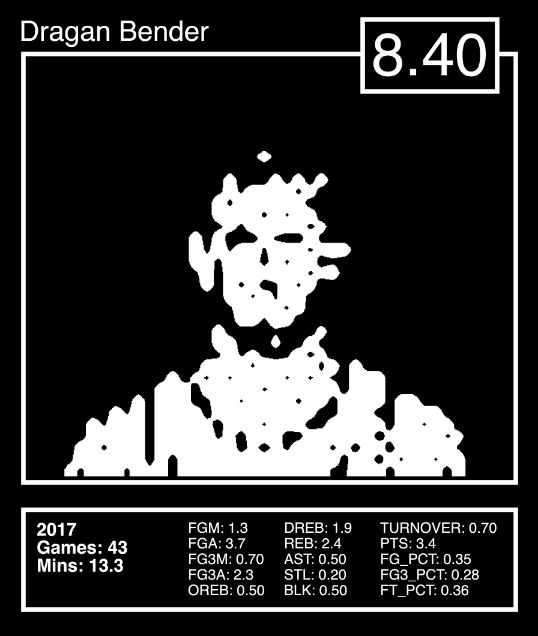 Dragan Bender
8.40
2017
Games: 43
Mins: 13.3
FGM: 1.3
FGA: 3.7
FG3M: 0.70
FG3A: 2.3
OREB: 0.50
DREB: 1.9
REB: 2.4
AST: 0.50
STL: 0.20
BLK: 0.50
TURNOVER: 0.70
PTS: 3.4
FG_PCT: 0.35
FG3_PCT: 0.28
FT_PCT: 0.36